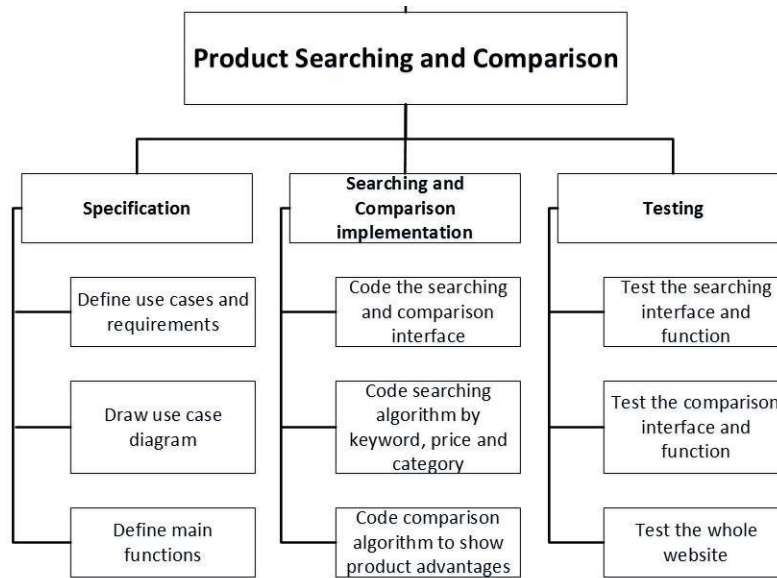 Product Searching and Comparison
Specification
Define use cases and
requirements
Draw use case
diagram
Define main
functions
Searching and
Comparison
implementation
Code the searching
and comparison
interface
Code searching
algorithm by
keyword, price and
category
Code comparison
algorithm to show
product advantages
Testing
Test the searching
interface and
function
Test the comparison
interface and
function
Test the whole
website